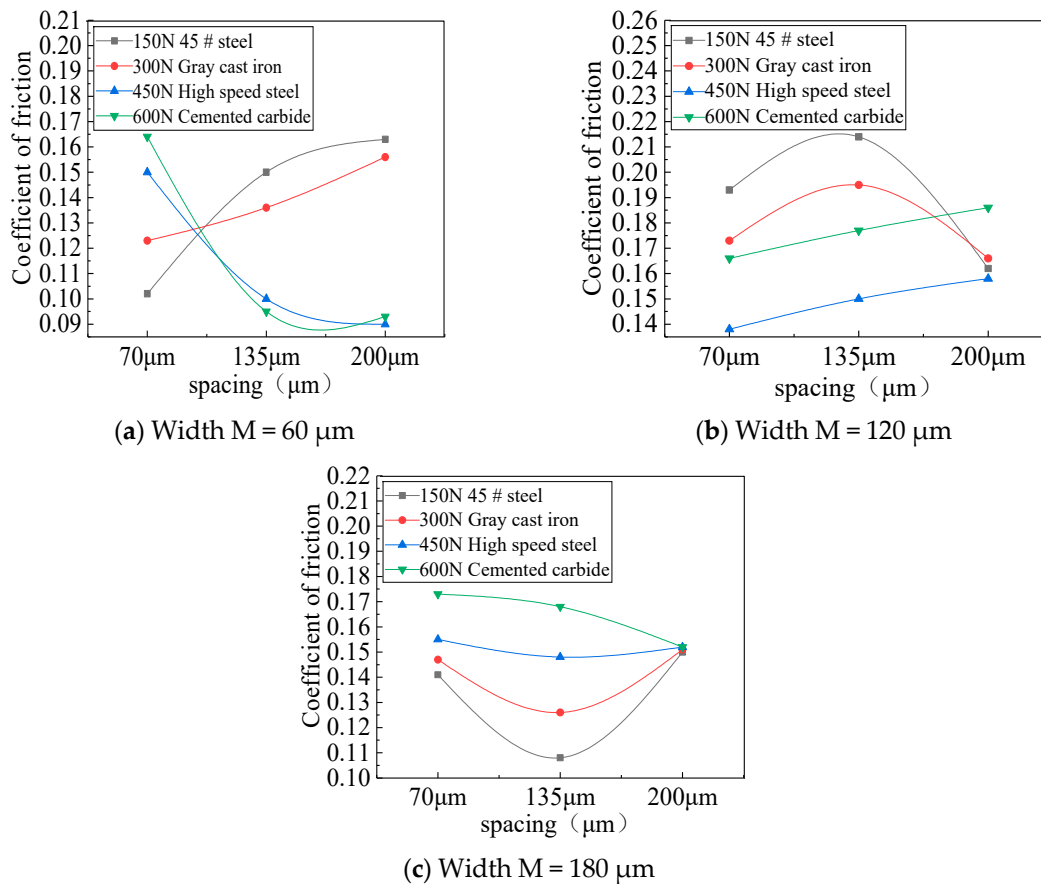 0.21
0.20
0.19
0.18
0.17
0.16
0.15
0.14
0.13
0.12
0.11
0.10
0.09
Coefficient of friction
150N 45 # steel
300N Gray cast iron
450N High speed steel
600N Cemented carbide
70μm 135μm 200μm
spacing（μm）
(a) Width M = 60 μm
0.26
0.25
0.24
0.23
0.22
0.21
0.20
0.19
0.18
0.17
0.16
0.15
0.14
Coefficient of friction
150N 45 # steel
300N Gray cast iron
450N High speed steel
600N Cemented carbide
70μm 135μm 200μm
spacing（μm）
(b) Width M = 120 μm
0.22
0.21
0.20
0.19
0.18
0.17
0.16
0.15
0.14
0.13
0.12
0.11
0.10
Coefficient of friction
150N 45 # steel
300N Gray cast iron
450N High speed steel
600N Cemented carbide
70μm 135μm 200μm
spacing（μm）
(c) Width M = 180 μm